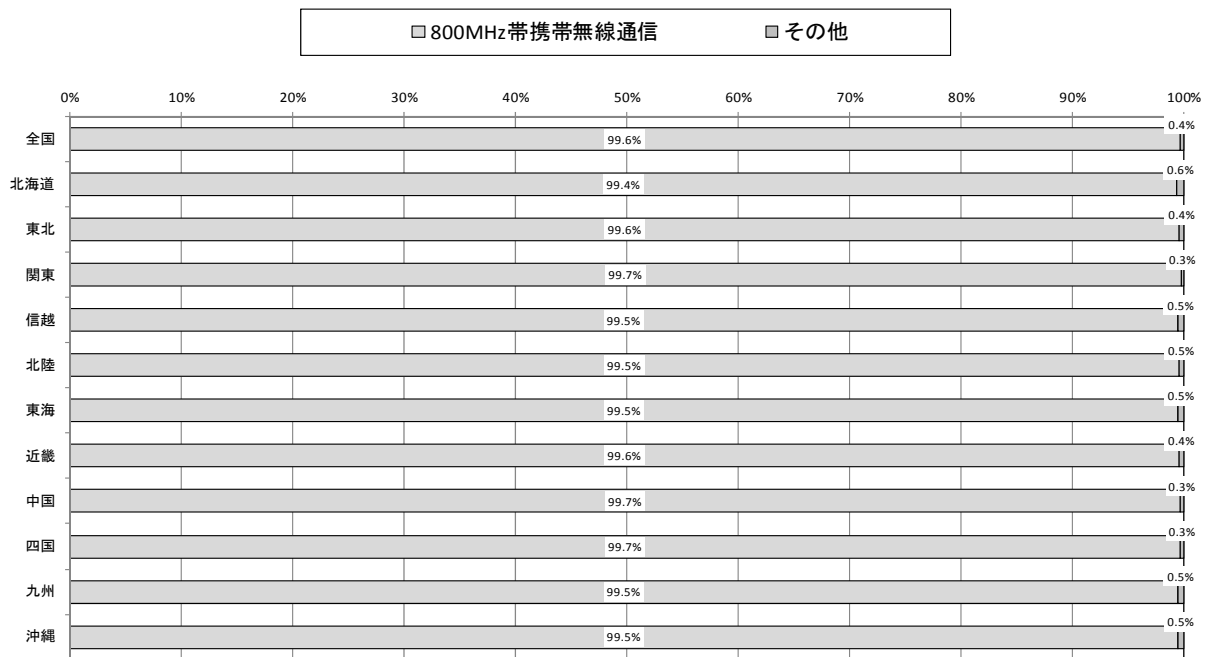 800MHz帯携帯無線通信 その他
0% 10% 20% 30% 40% 50% 60% 70% 80% 90% 100%
全国 99.6% 0.4%
北海道 99.4% 0.6%
東北 99.6% 0.4%
関東 99.7% 0.3%
信越 99.5% 0.5%
北陸 99.5% 0.5%
東海 99.5% 0.5%
近畿 99.6% 0.4%
中国 99.7% 0.3%
四国 99.7% 0.3%
九州 99.5% 0.5%
沖縄 99.5% 0.5%